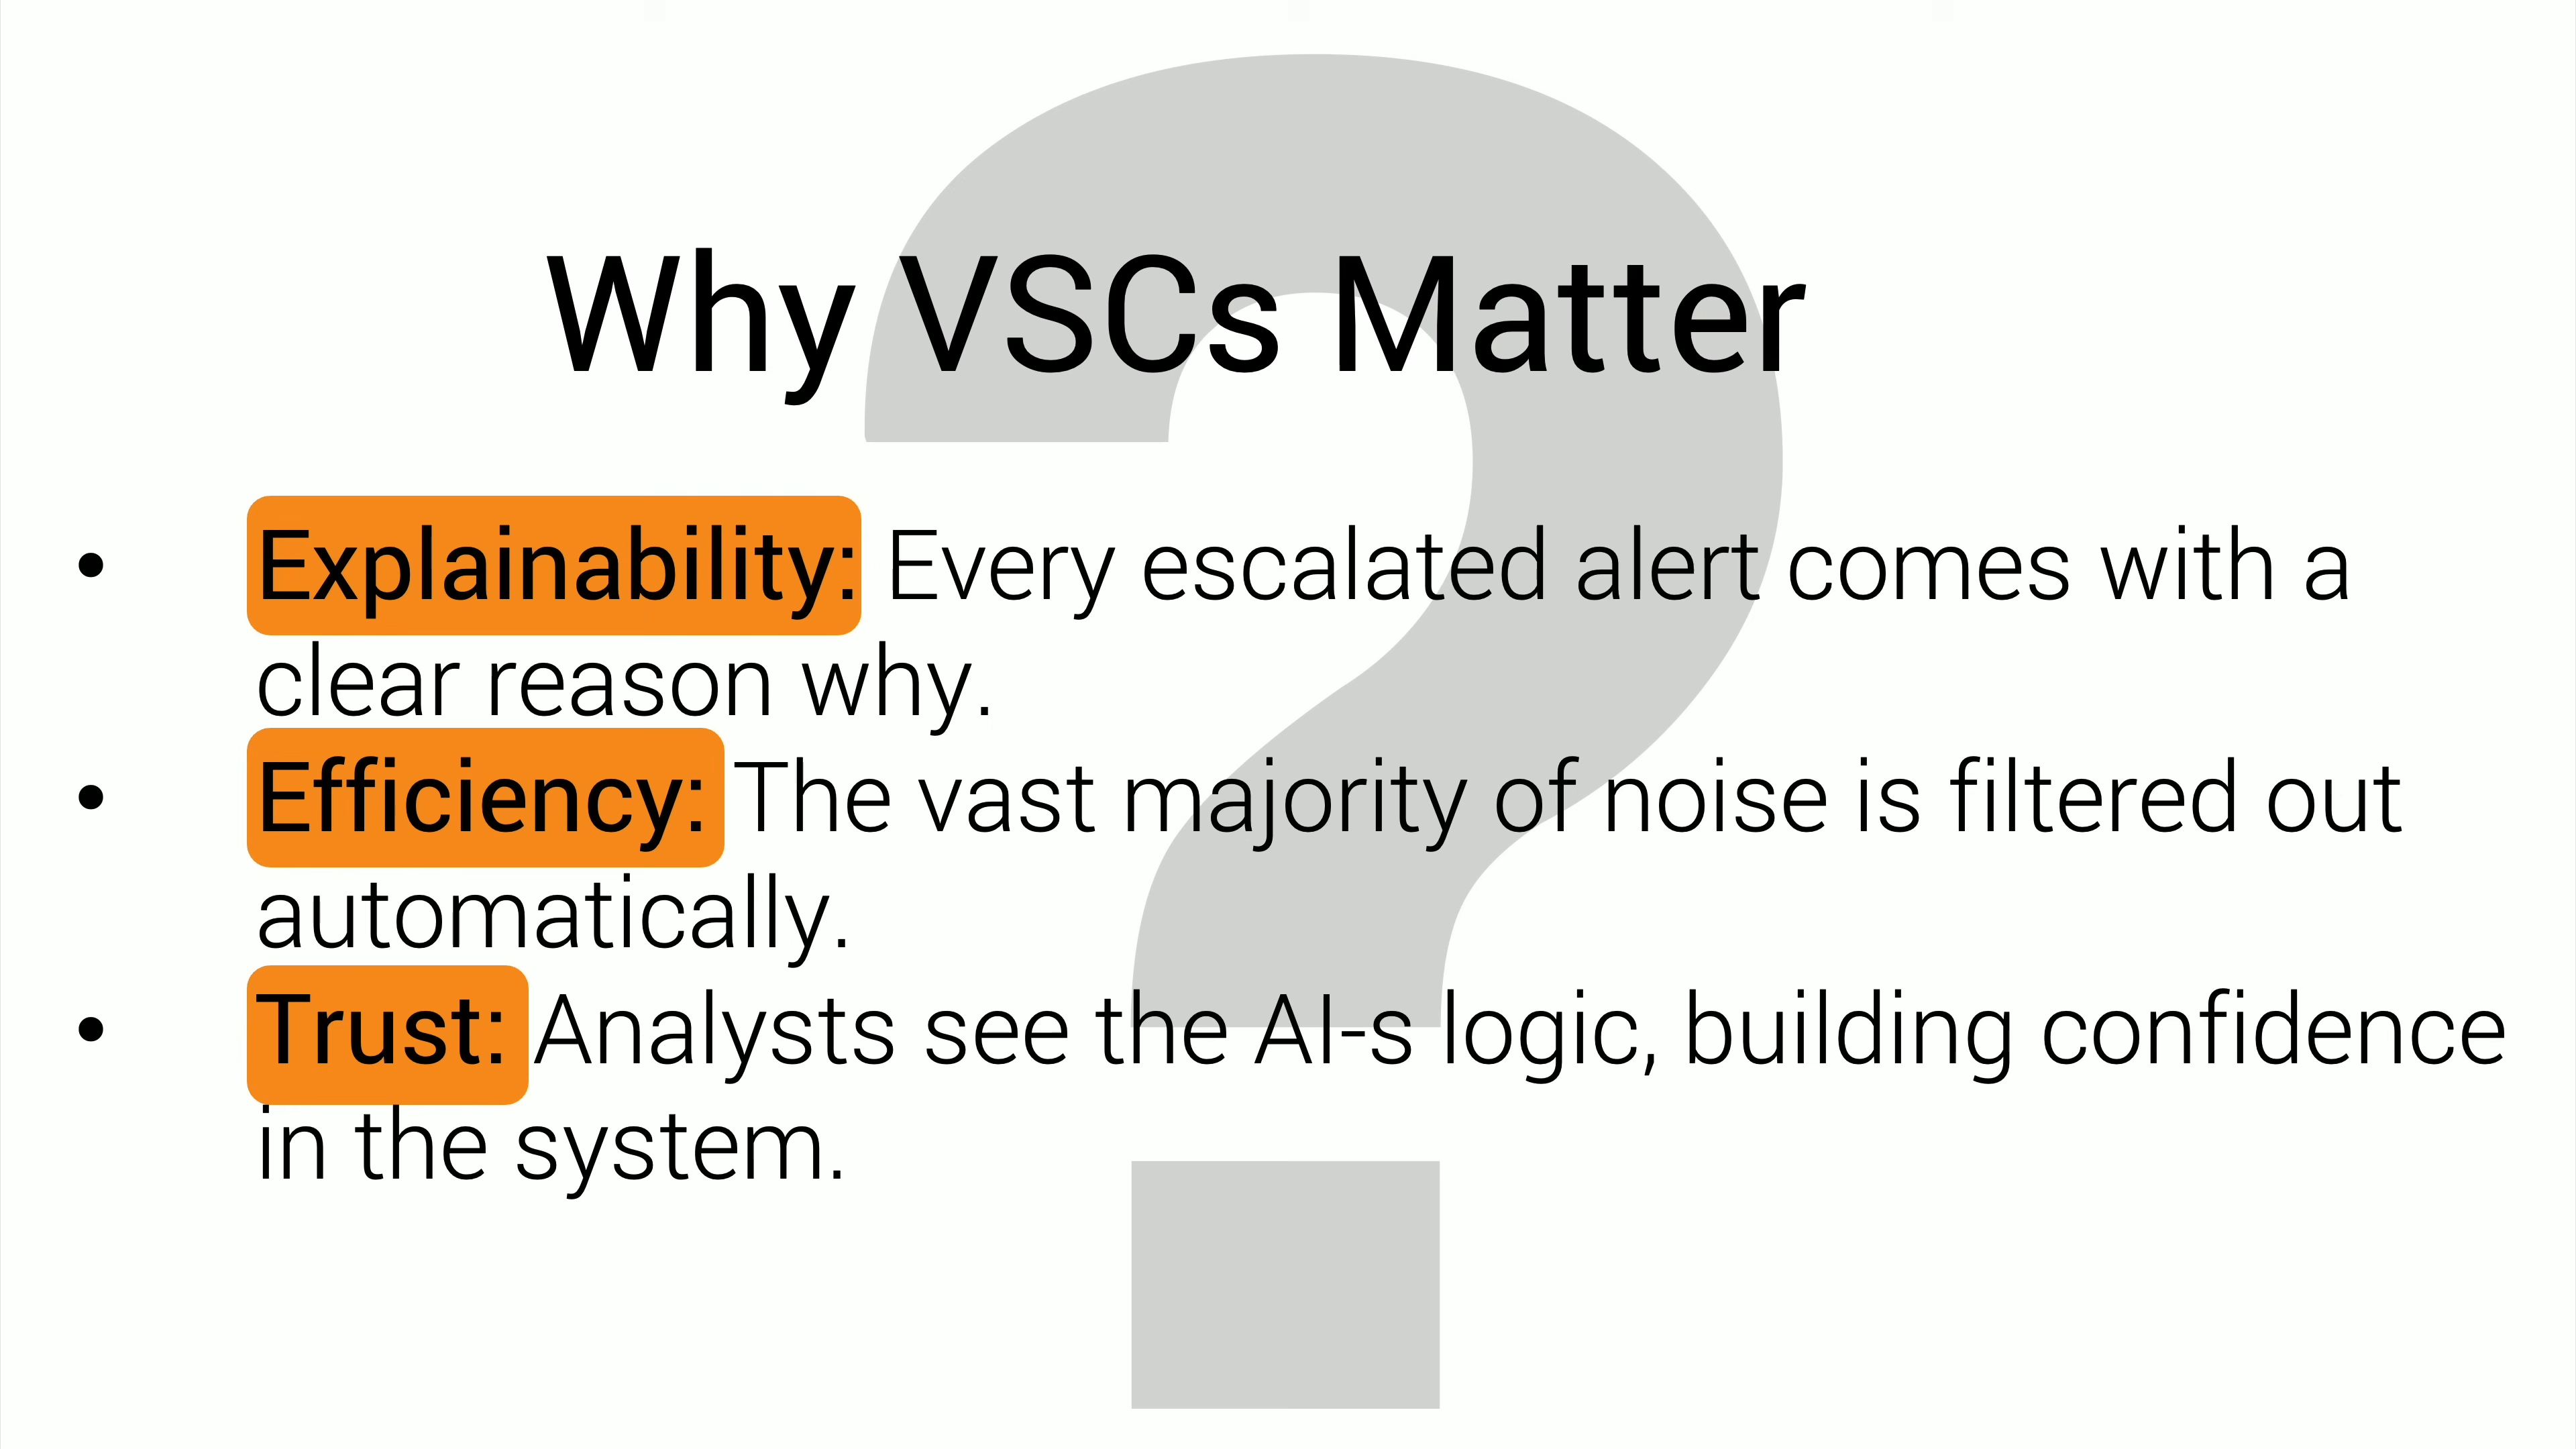 Why VSCs Matter
• Explainability: Every escalated alert comes with a
clear reason why.
• Efficiency: The vast majority of noise is filtered out
automatically.
• Trust: Analysts see the AI-s logic, building confidence
in the system.
?